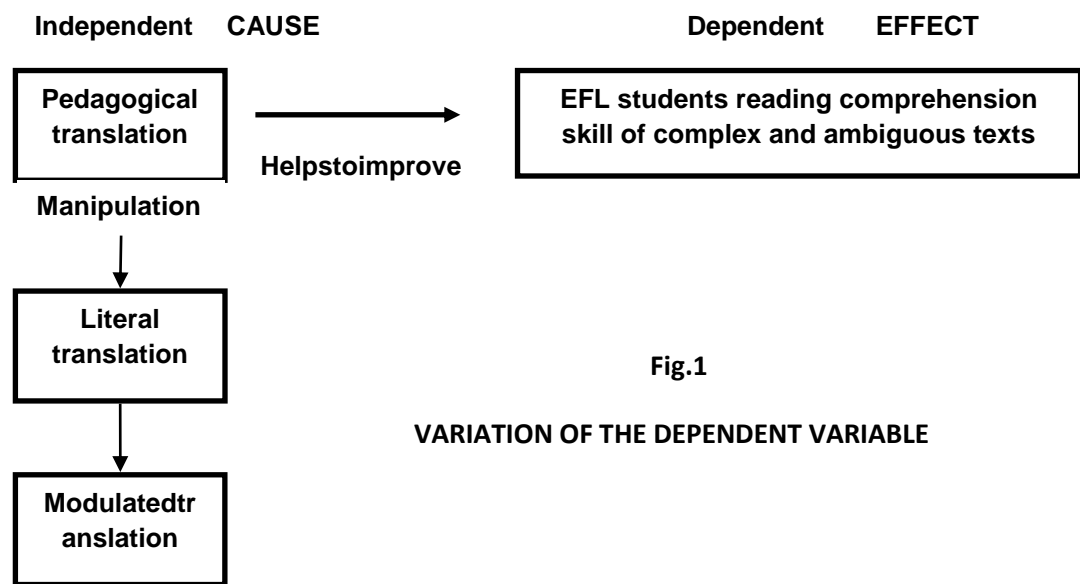 Independent CAUSE
Dependent EFFECT
Pedagogical
translation
Helpstoimprove
EFL students reading comprehension
skill of complex and ambiguous texts
Manipulation
Literal
translation
Fig.1
VARIATION OF THE DEPENDENT VARIABLE
Modulatedtr
anslation